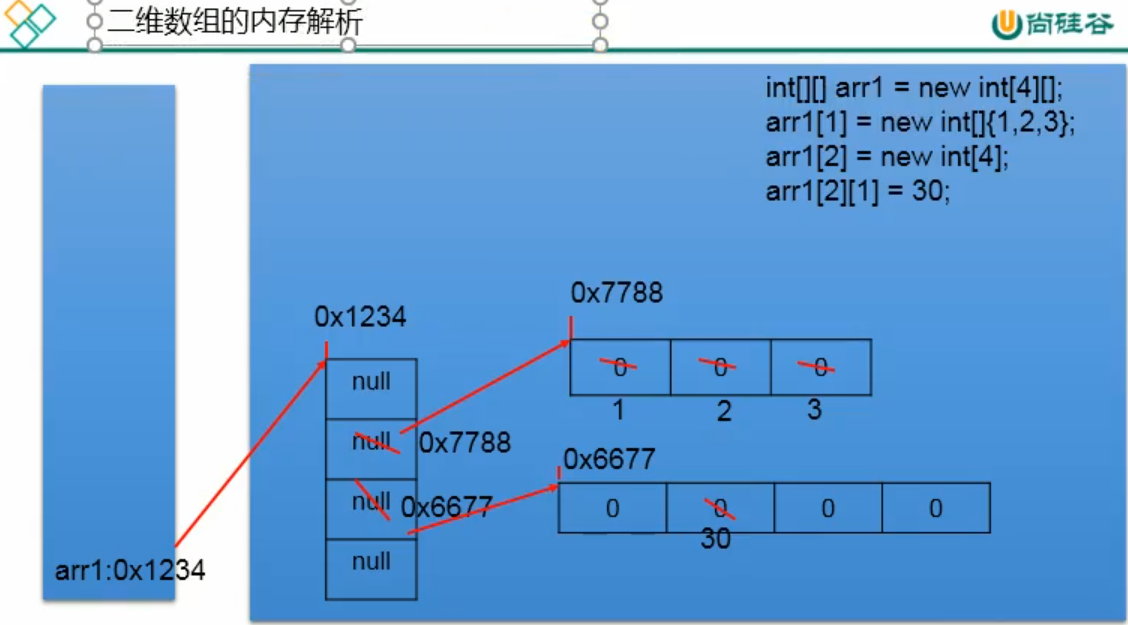 二维数组的内存解析
尚硅谷
int[][] arr1 = new int[4][];
arr1[1] = new int[]{1,2,3};
arr1[2] = new int[4];
arr1[2][1] = 30;
0x7788
0x1234
0 0 0
null
1 2 3
null 0x7788
0x6677
null 0x6677
0 0 0 0
30
null
arr1:0x1234